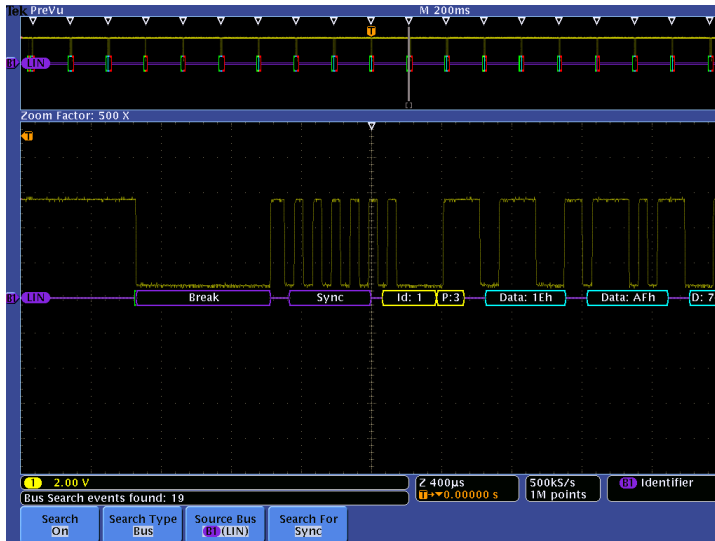 Tek PreVu M 200ms
T
B1 LIN
Zoom Factor: 500 X
T
B1 LIN Break Sync Id: 1 P:3 Data: 1Eh Data: AFh D: 7
1 2.00 V
Z 400µs
500kS/s
B1 Identifier
T→▼0.00000 s
1M points
Bus Search events found: 19
Search
On
Search Type
Bus
Source Bus
B1 (LIN)
Search For
Sync